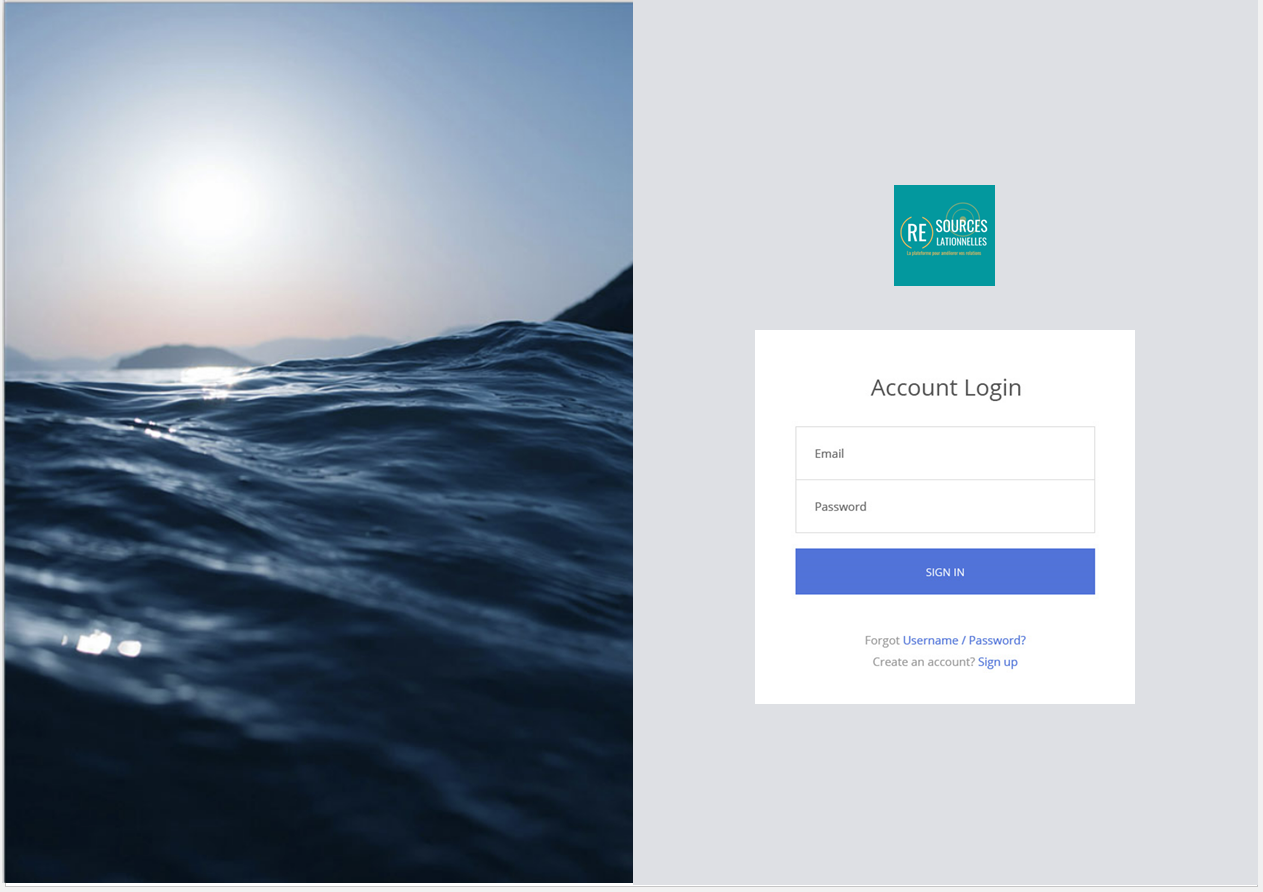 (RE) SOURCES
LATIONNELLES
La plateforme pour améliorer vos relations
Account Login
Email
Password
SIGN IN
Forgot Username / Password?
Create an account? Sign up